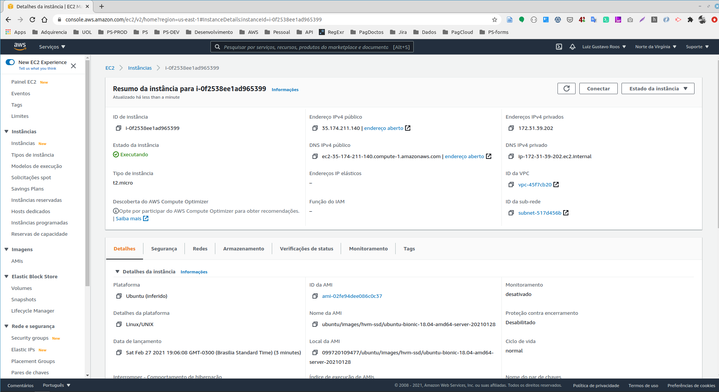 Detalhes da instância | EC2 M
console.aws.amazon.com/ec2/v2/home?region=us-east-1#InstanceDetails:instanceId=i-0f2538ee1ad965399
Apps Adquirencia UOL PS-PROD PS PS-DEV Desenvolvimento AWS Pessoal API RegExr PagDoctos Jira Dados PagCloud PS-forms
aws Serviços Pesquisar por serviços, recursos, produtos do marketplace e documentos [Alt+S] Luiz Gustavo Roos Norte da Virgínia Suporte
New EC2 Experience
Tell us what you think
Painel EC2 New
Eventos
Tags
Limites
Instâncias
Instâncias New
Tipos de instância
Modelos de execução
Solicitações spot
Savings Plans
Instâncias reservadas
Hosts dedicados
Instâncias programadas
Reservas de capacidade
Imagens
AMIs
Elastic Block Store
Volumes
Snapshots
Lifecycle Manager
Rede e segurança
Security groups New
Elastic IPs New
Placement Groups
Pares de chaves
EC2 > Instâncias > i-0f2538ee1ad965399
Resumo da instância para i-0f2538ee1ad965399 Informações
Atualizado há less than a minute
Conectar Estado da instância
ID de instância
i-0f2538ee1ad965399
Endereço IPv4 público
35.174.211.140 | endereço aberto
Endereços IPv4 privados
172.51.39.202
Estado da instância
Executando
DNS IPv4 público
ec2-35-174-211-140.compute-1.amazonaws.com | endereço aberto
DNS IPv4 privado
ip-172-51-39-202.ec2.internal
Tipo de instância
t2.micro
Endereços IP elásticos
–
ID da VPC
vpc-45f7cb20
Descoberta do AWS Compute Optimizer
Opte por participar do AWS Compute Optimizer para obter recomendações.
| Saiba mais
Função do IAM
–
ID da sub-rede
subnet-517d456b
Detalhes Segurança Redes Armazenamento Verificações de status Monitoramento Tags
Detalhes da instância Informações
Plataforma
Ubuntu (Inferido)
ID da AMI
ami-02fe94dee086c0c37
Monitoramento
desativado
Detalhes da plataforma
Linux/UNIX
Nome da AMI
ubuntu/images/hvm-ssd/ubuntu-bionic-18.04-amd64-server-20210128
Proteção contra encerramento
Desabilitado
Data de lançamento
Sat Feb 27 2021 19:06:08 GMT-0300 (Brasilia Standard Time) (3 minutes)
Local da AMI
099720109477/ubuntu/images/hvm-ssd/ubuntu-bionic-18.04-amd64-
server-20210128
Ciclo de vida
normal
Comentários Português © 2008 - 2021, Amazon Web Services, Inc. ou suas afiliadas. Todos os direitos reservados. Política de privacidade Termos de uso Preferências de cookies